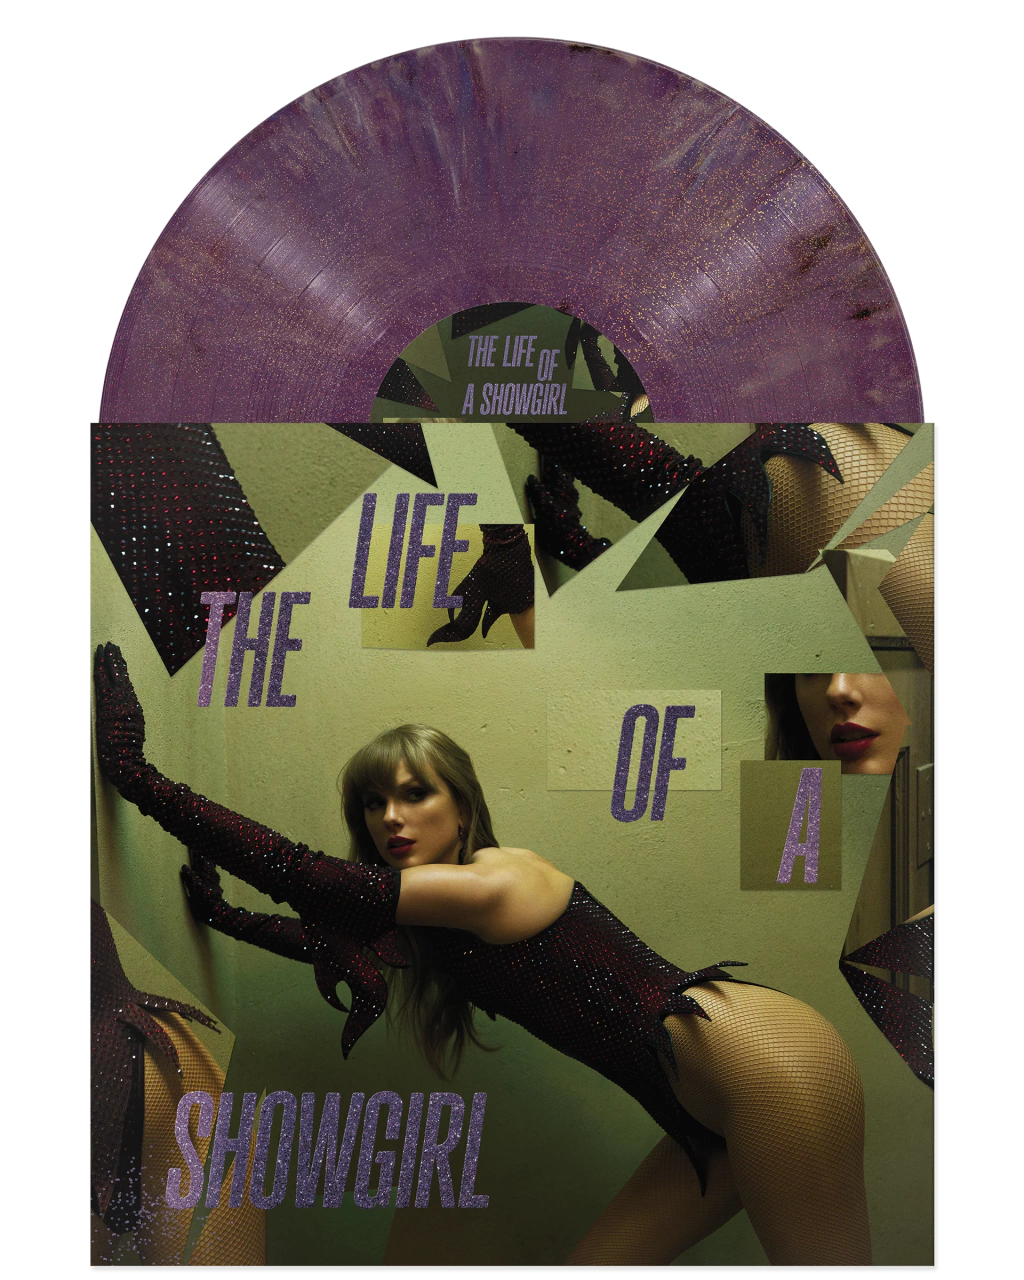 THE LIFE OF
A SHOWGIRL
LIFE
THE
OF
A
SHOWGIRL